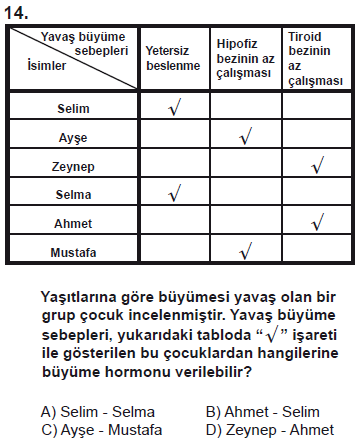 14.
Yavaş büyüme
sebepleri
İsimler
Yetersiz
beslenme
Hipofiz
bezinin az
çalışması
Tiroid
bezinin
az
çalışması
Selim √
Ayşe √
Zeynep √
Selma √
Ahmet √
Mustafa √
Yaşıtlarına göre büyümesi yavaş olan bir
grup çocuk incelenmiştir. Yavaş büyüme
sebepleri, yukarıdaki tabloda “√” işareti
ile gösterilen bu çocuklardan hangilerine
büyüme hormonu verilebilir?
A) Selim - Selma B) Ahmet - Selim
C) Ayşe - Mustafa D) Zeynep - Ahmet